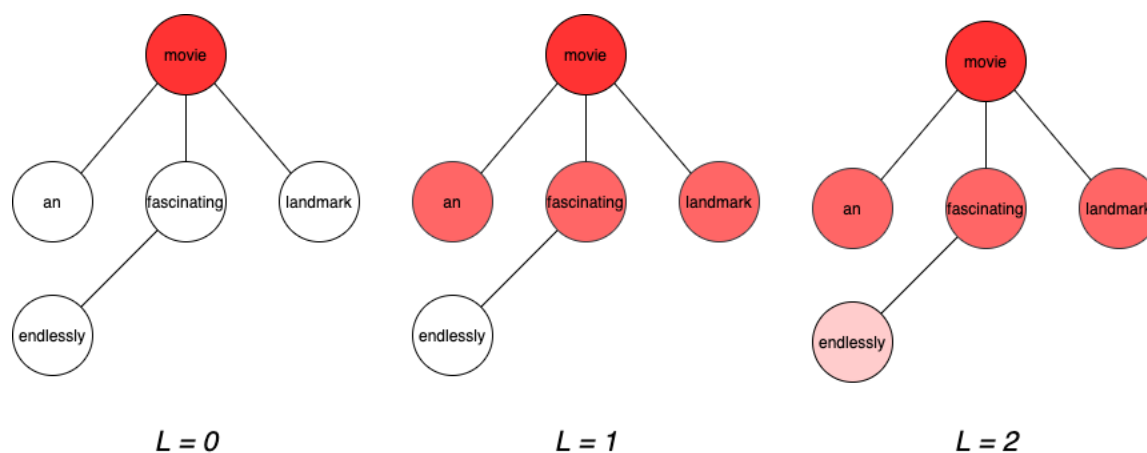 movie
an
fascinating
landmark
endlessly
L = 0
movie
an
fascinating
landmark
endlessly
L = 1
movie
an
fascinating
landmark
endlessly
L = 2